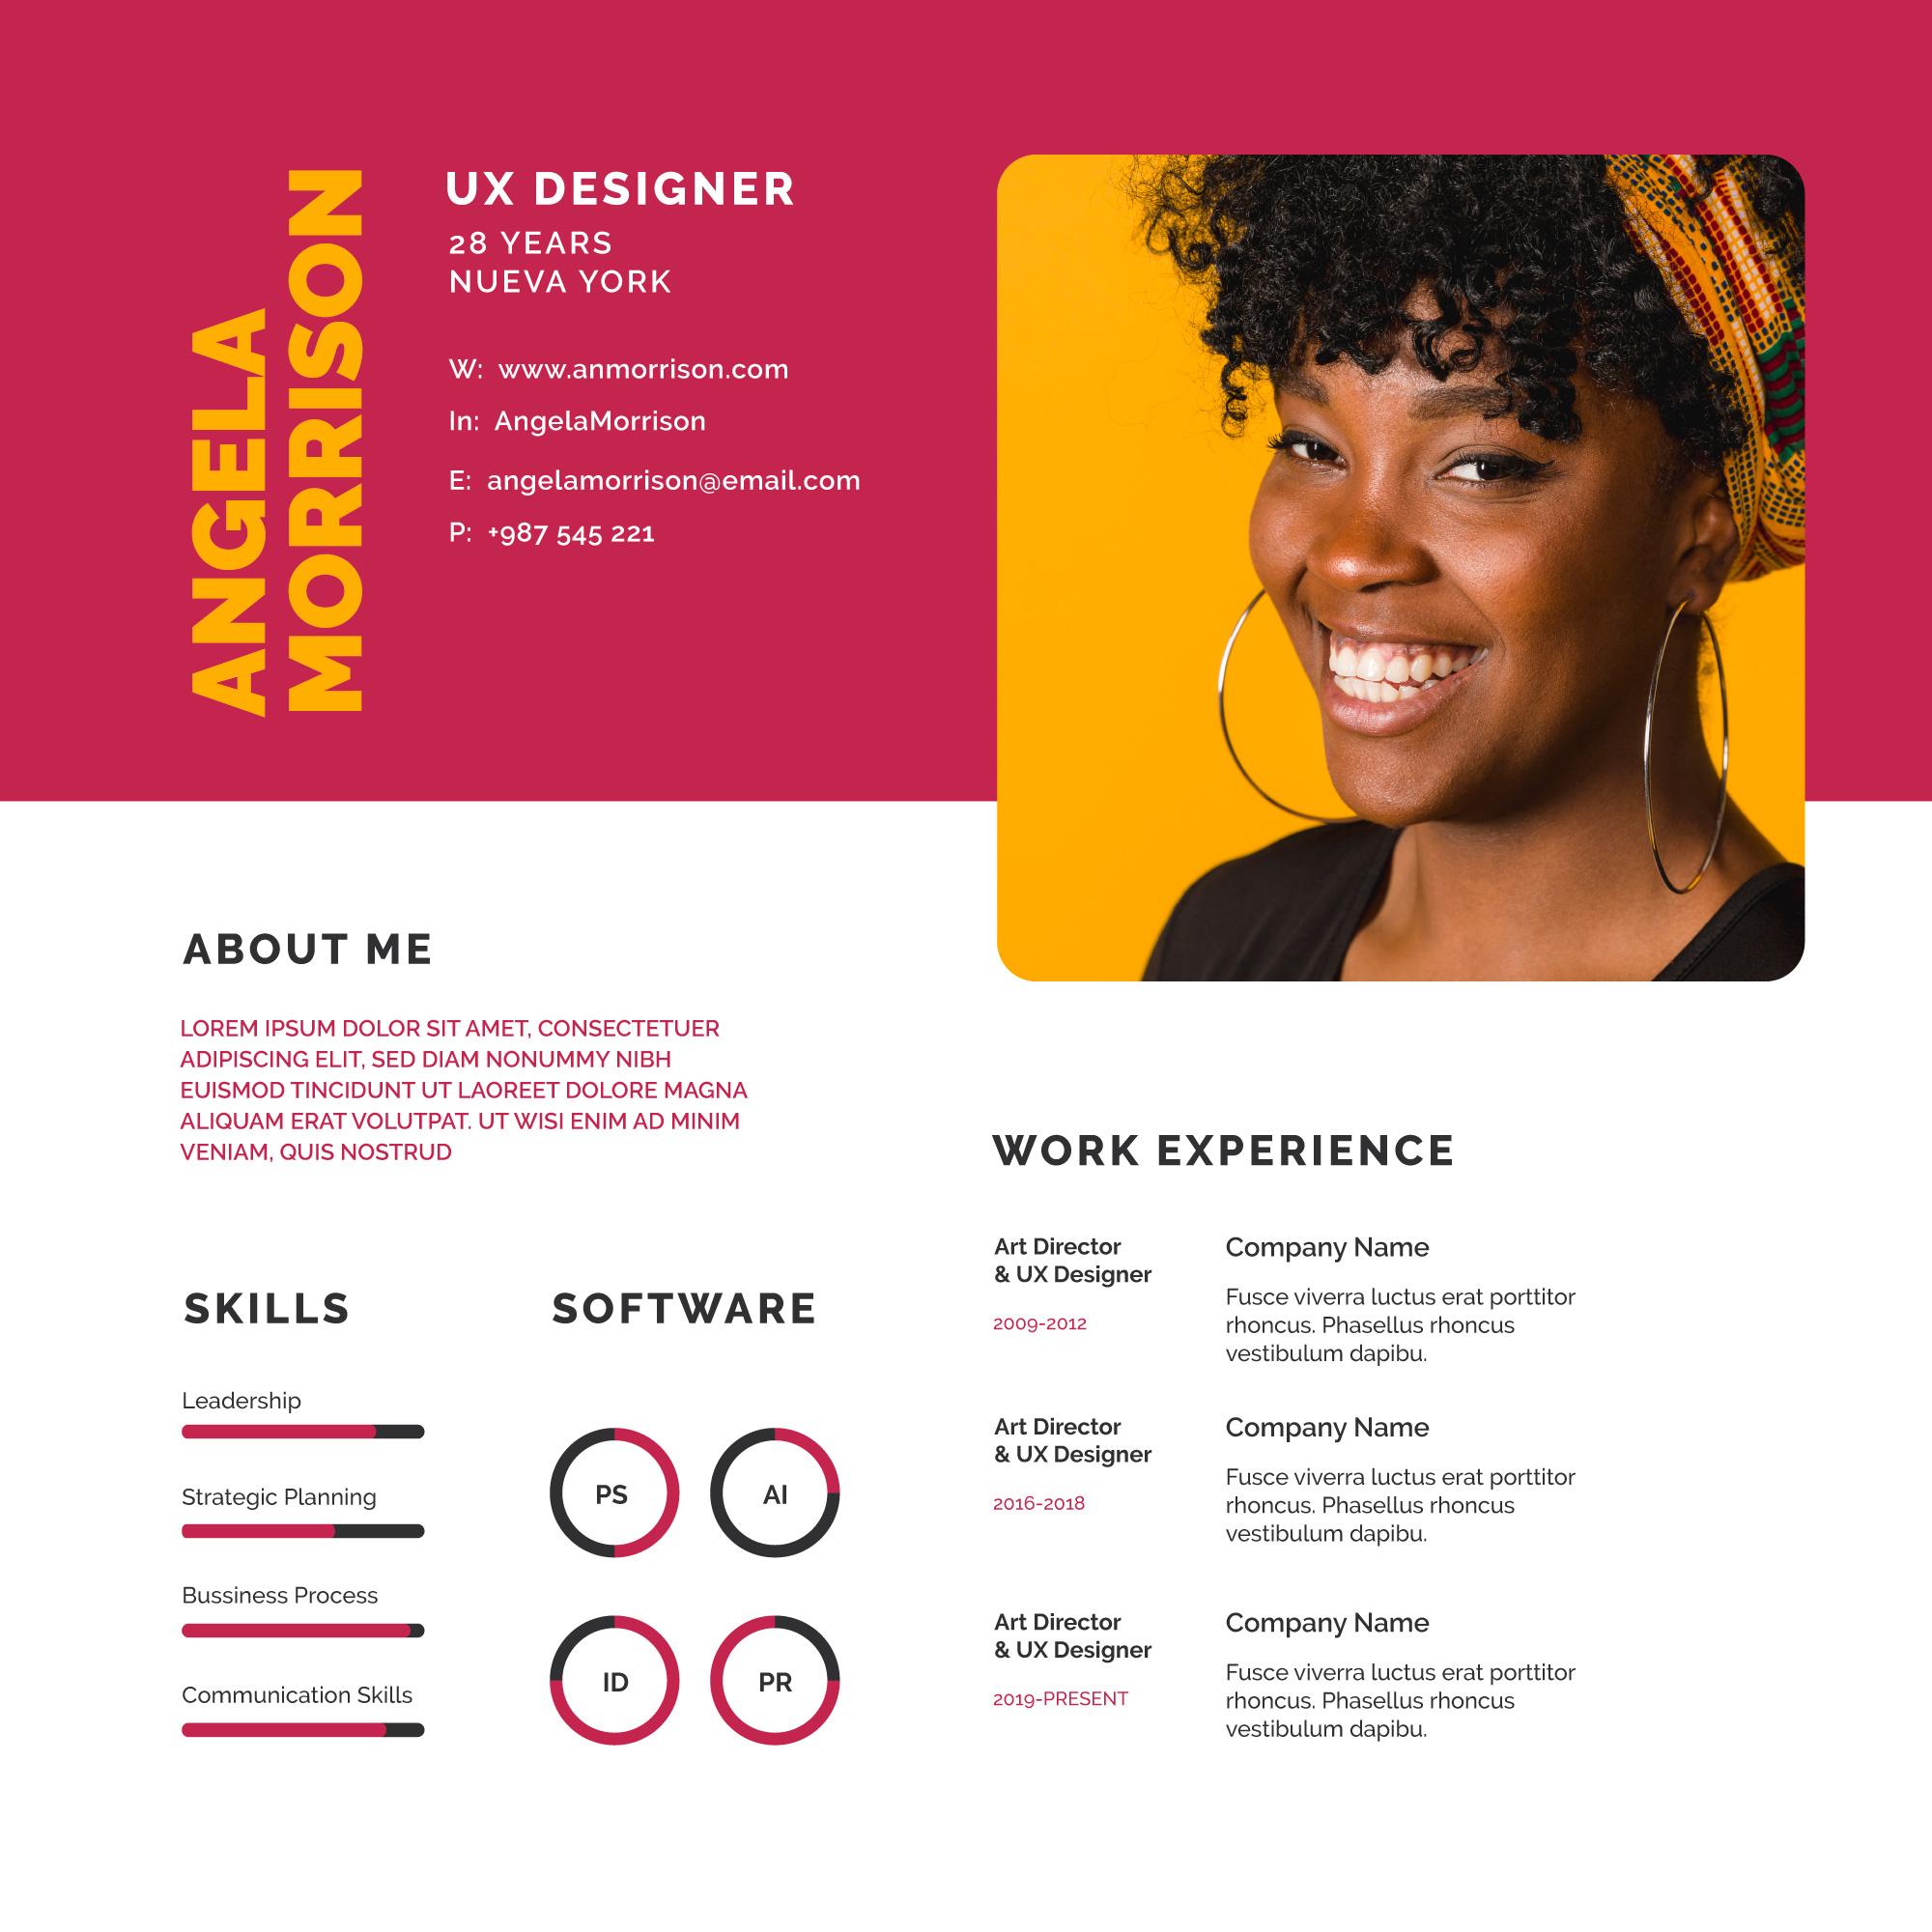 ANGELA
MORRISON
UX DESIGNER
28 YEARS
NUEVA YORK
W: www.anmorrison.com
In: AngelaMorrison
E: angelamorrison@email.com
P: +987 545 221
ABOUT ME
LOREM IPSUM DOLOR SIT AMET, CONSECTETUER
ADIPISCING ELIT, SED DIAM NONUMMY NIBH
EUISMOD TINCIDUNT UT LAOREET DOLORE MAGNA
ALIQUAM ERAT VOLUTPAT. UT WISI ENIM AD MINIM
VENIAM, QUIS NOSTRUD
SKILLS
Leadership
Strategic Planning
Bussiness Process
Communication Skills
SOFTWARE
PS
AI
ID
PR
WORK EXPERIENCE
Art Director
& UX Designer
2009-2012
Company Name
Fusce viverra luctus erat porttitor
rhoncus. Phasellus rhoncus
vestibulum dapibu.
Art Director
& UX Designer
2016-2018
Company Name
Fusce viverra luctus erat porttitor
rhoncus. Phasellus rhoncus
vestibulum dapibu.
Art Director
& UX Designer
2019-PRESENT
Company Name
Fusce viverra luctus erat porttitor
rhoncus. Phasellus rhoncus
vestibulum dapibu.